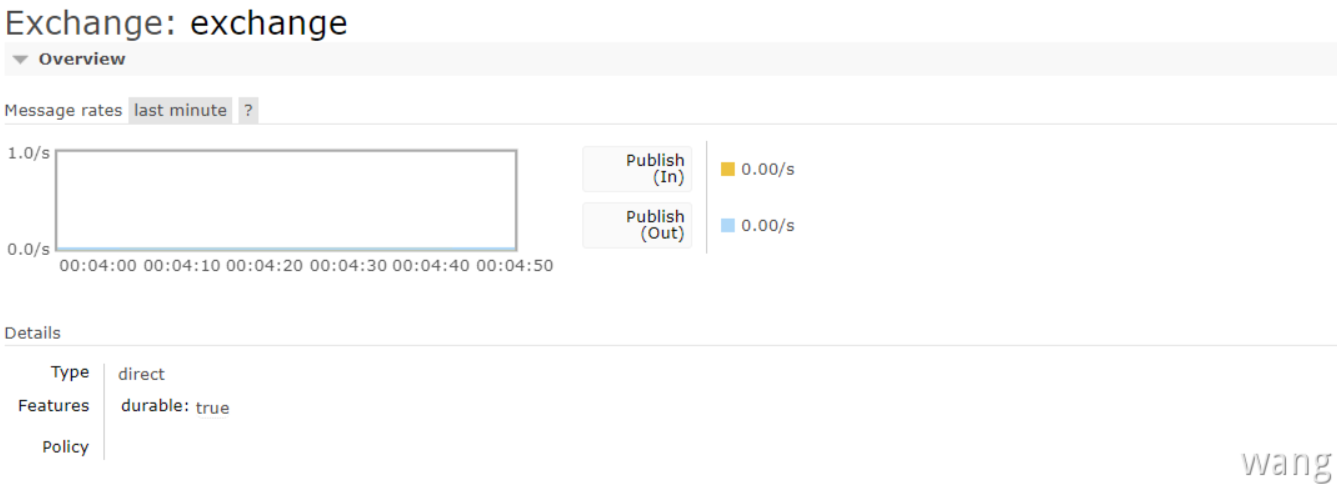 Exchange: exchange
Overview
Message rates last minute ?
1.0/s
0.0/s
00:04:00 00:04:10 00:04:20 00:04:30 00:04:40 00:04:50
Publish
(In)
0.00/s
Publish
(Out)
0.00/s
Details
Type direct
Features durable: true
Policy
wang